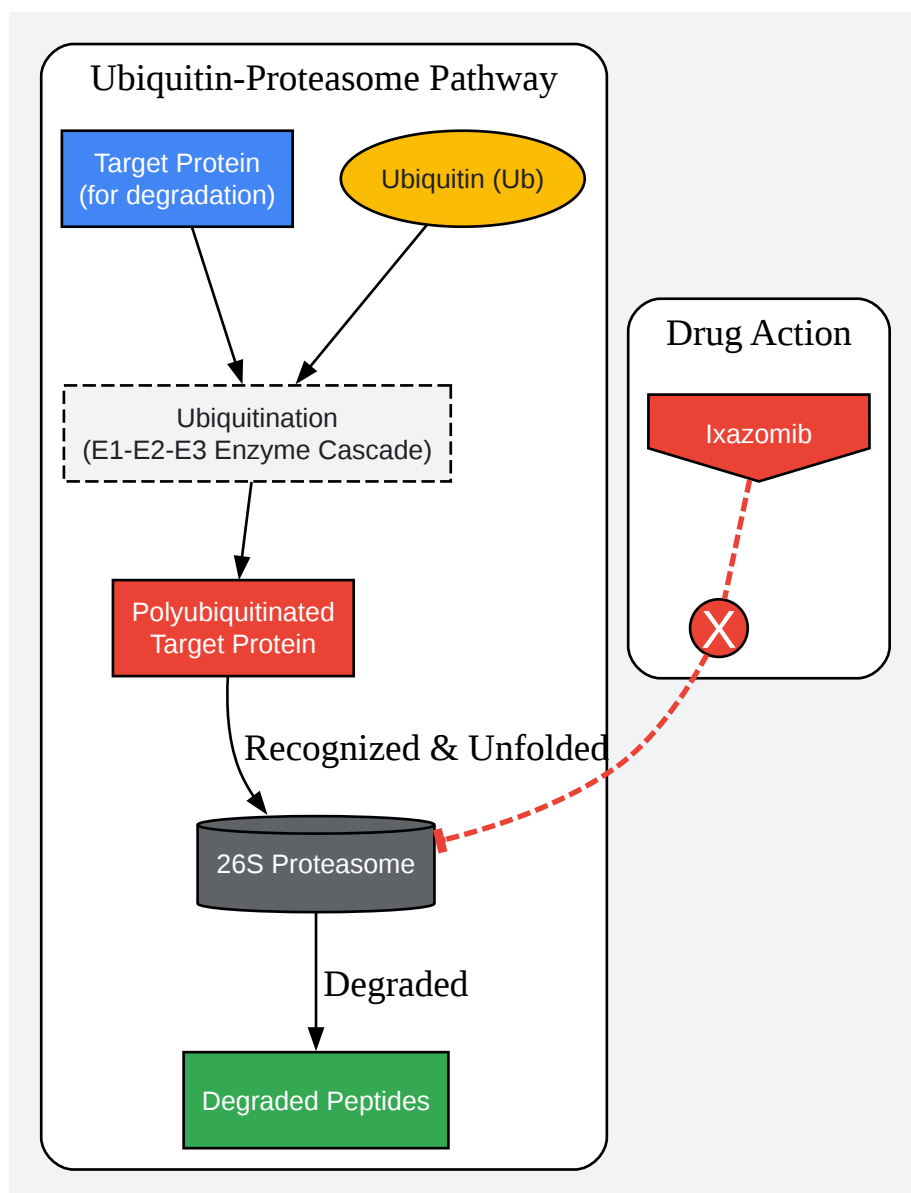 Ubiquitin-Proteasome Pathway
Target Protein
(for degradation)
Ubiquitin (Ub)
Ubiquitination
(E1-E2-E3 Enzyme Cascade)
Polyubiquitinated
Target Protein
Recognized & Unfolded
26S Proteasome
Degraded
Degraded Peptides
Drug Action
Ixazomib
X